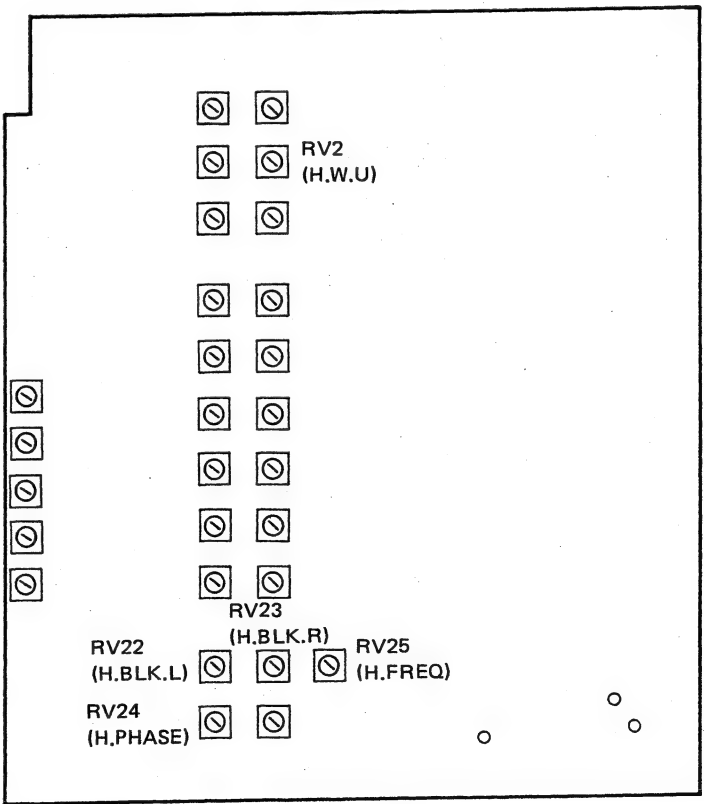 RV2
(H.W.U)
RV23
(H.BLK.R)
RV22
(H.BLK.L)
RV25
(H.FREQ)
RV24
(H.PHASE)